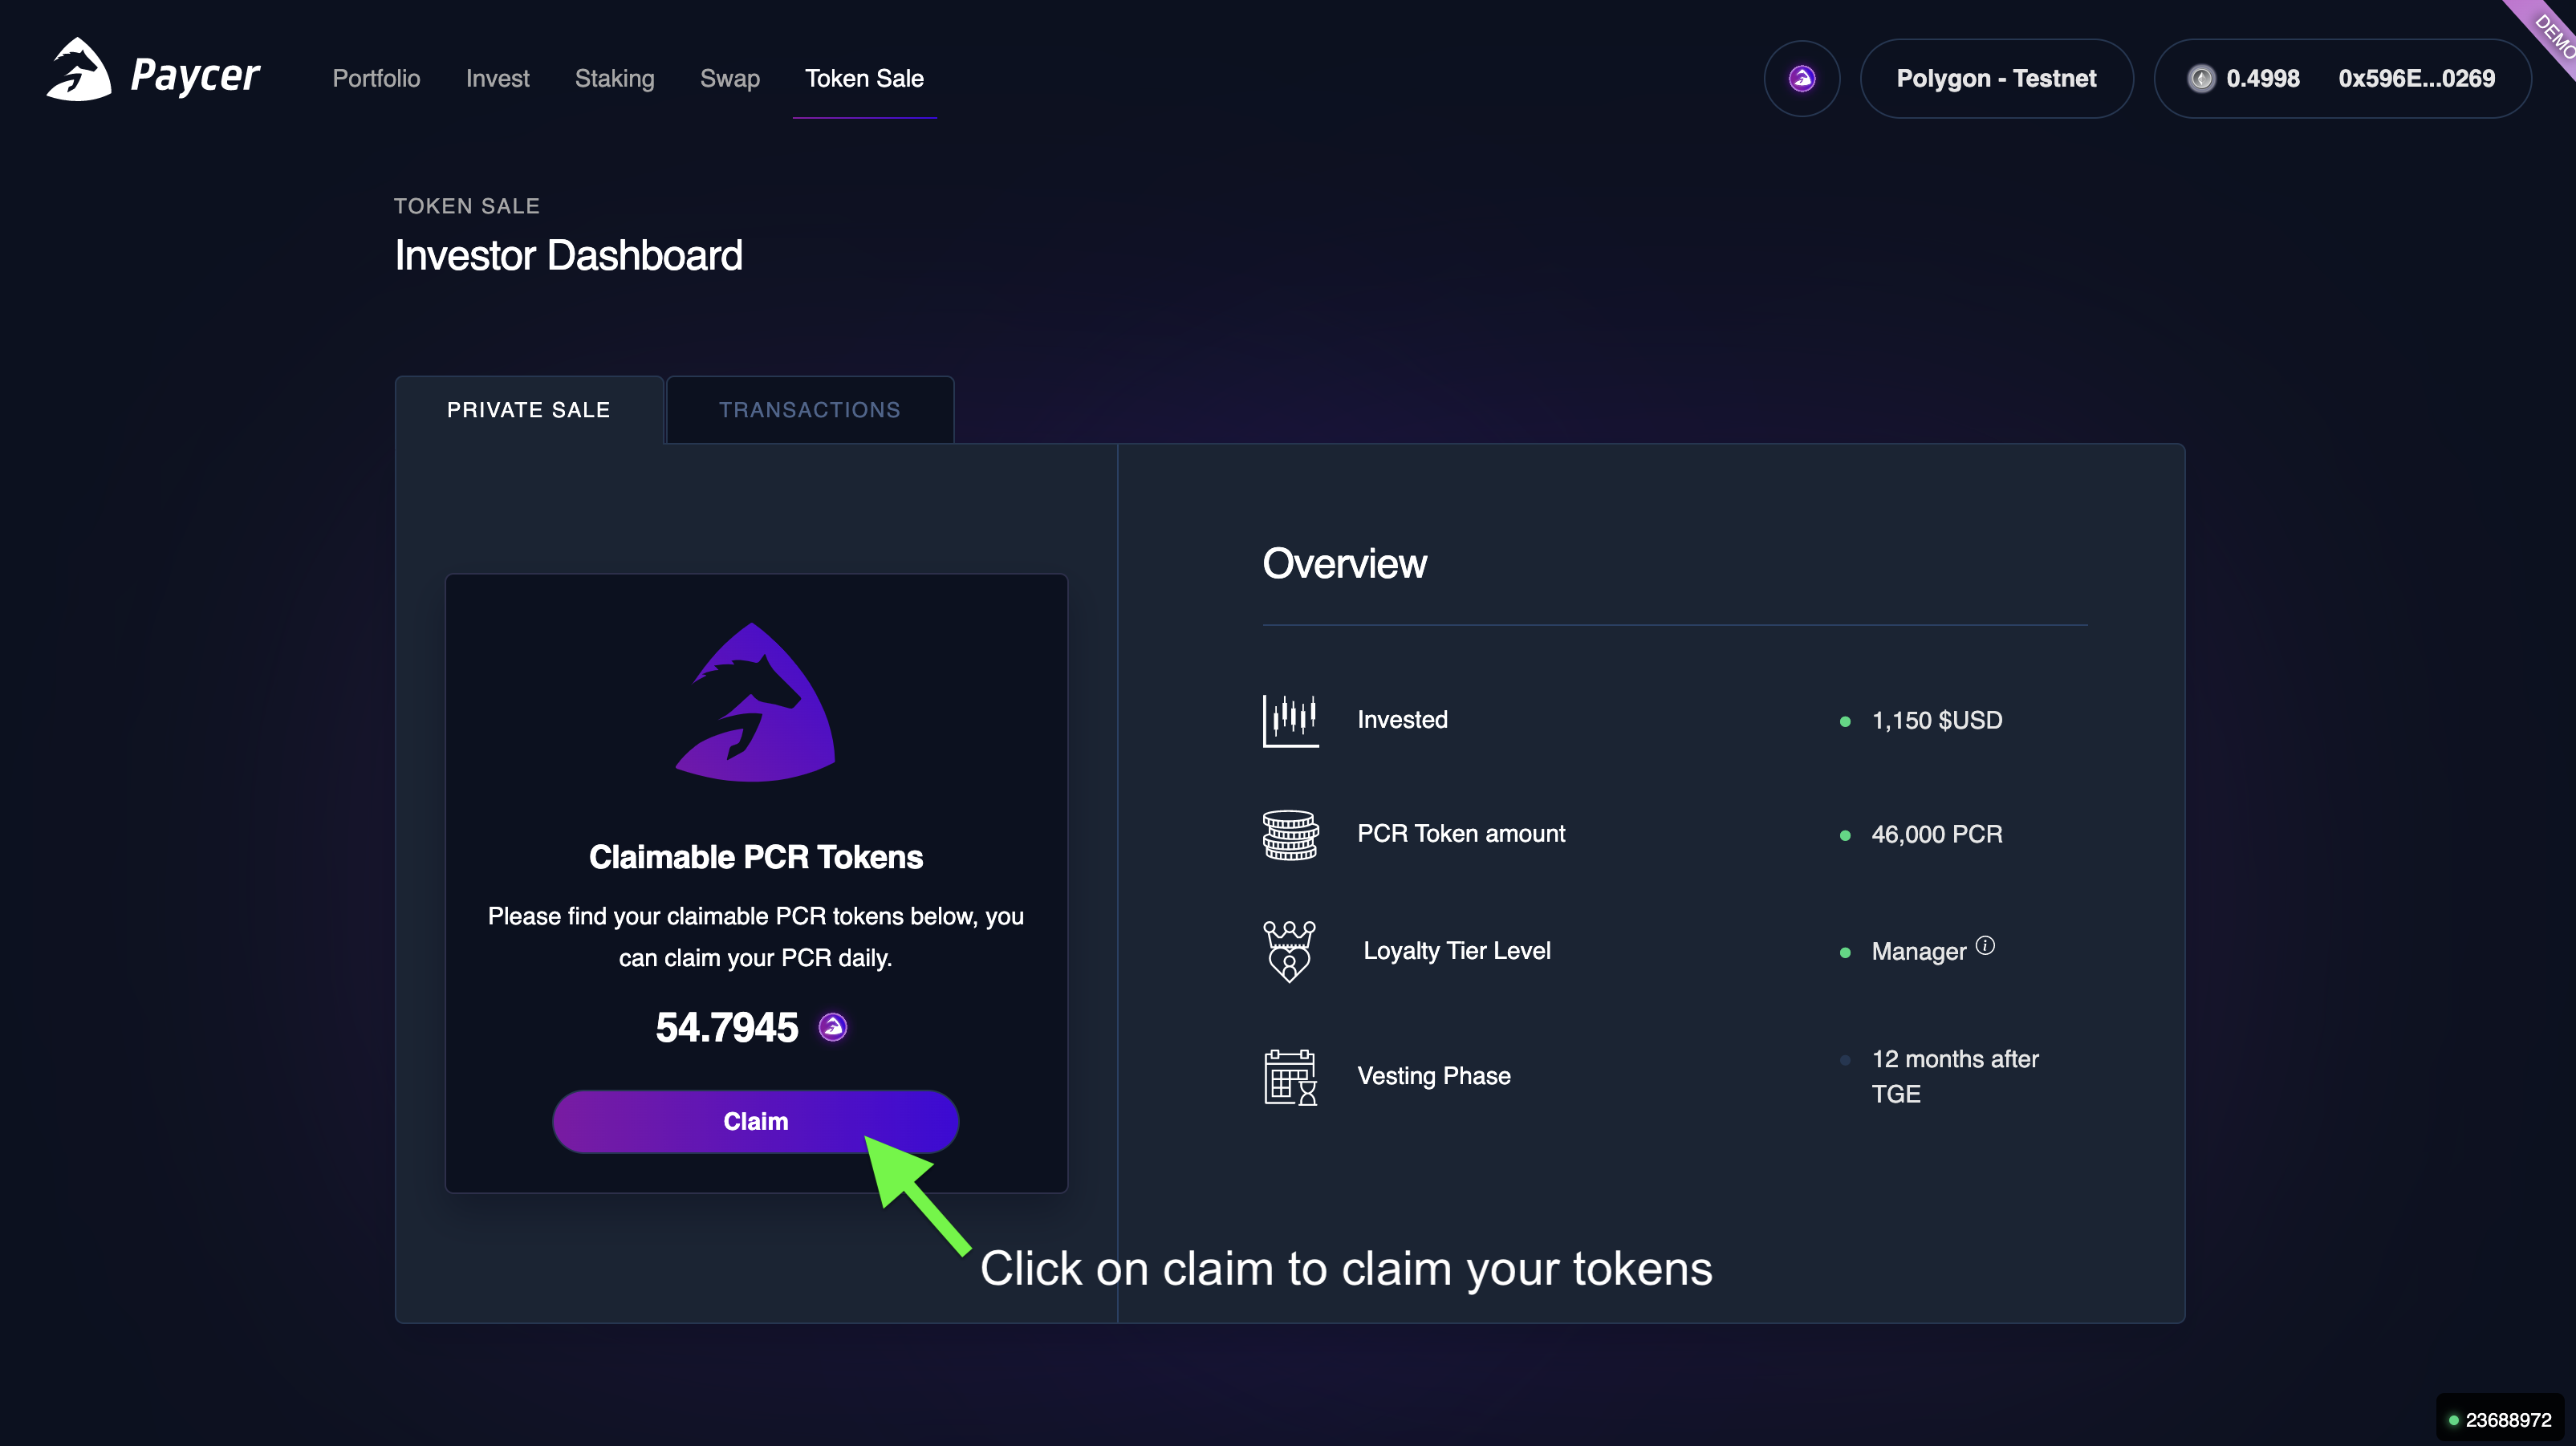 Paycer
Portfolio Invest Staking Swap Token Sale
Polygon - Testnet
0.4998 0x596E...0269
DEMO
TOKEN SALE
Investor Dashboard
PRIVATE SALE
TRANSACTIONS
Claimable PCR Tokens
Please find your claimable PCR tokens below, you
can claim your PCR daily.
54.7945
Claim
Overview
Invested
1,150 $USD
PCR Token amount
46,000 PCR
Loyalty Tier Level
Manager
Vesting Phase
12 months after
TGE
Click on claim to claim your tokens
23688972